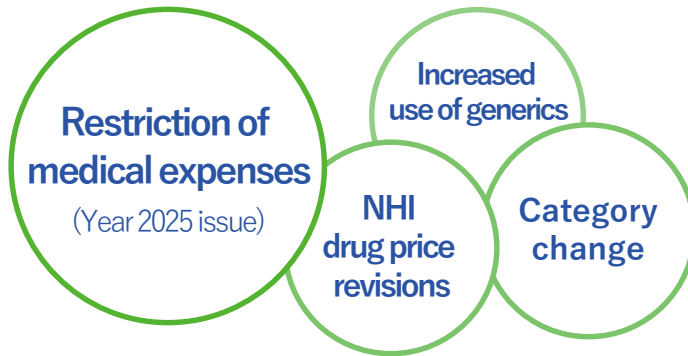 Restriction of
medical expenses
(Year 2025 issue)
Increased
use of generics
NHI
drug price
revisions
Category
change